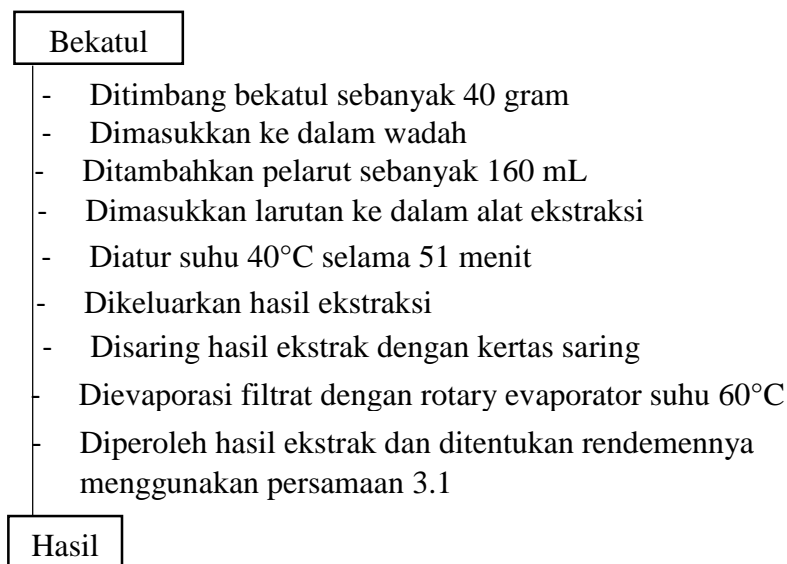 Bekatul
- Ditimbang bekatul sebanyak 40 gram
- Dimasukkan ke dalam wadah
- Ditambahkan pelarut sebanyak 160 mL
- Dimasukkan larutan ke dalam alat ekstraksi
- Diatur suhu 40°C selama 51 menit
- Dikeluarkan hasil ekstraksi
- Disaring hasil ekstrak dengan kertas saring
- Dievaporasi filtrat dengan rotary evaporator suhu 60°C
- Diperoleh hasil ekstrak dan ditentukan rendemennya
menggunakan persamaan 3.1
Hasil